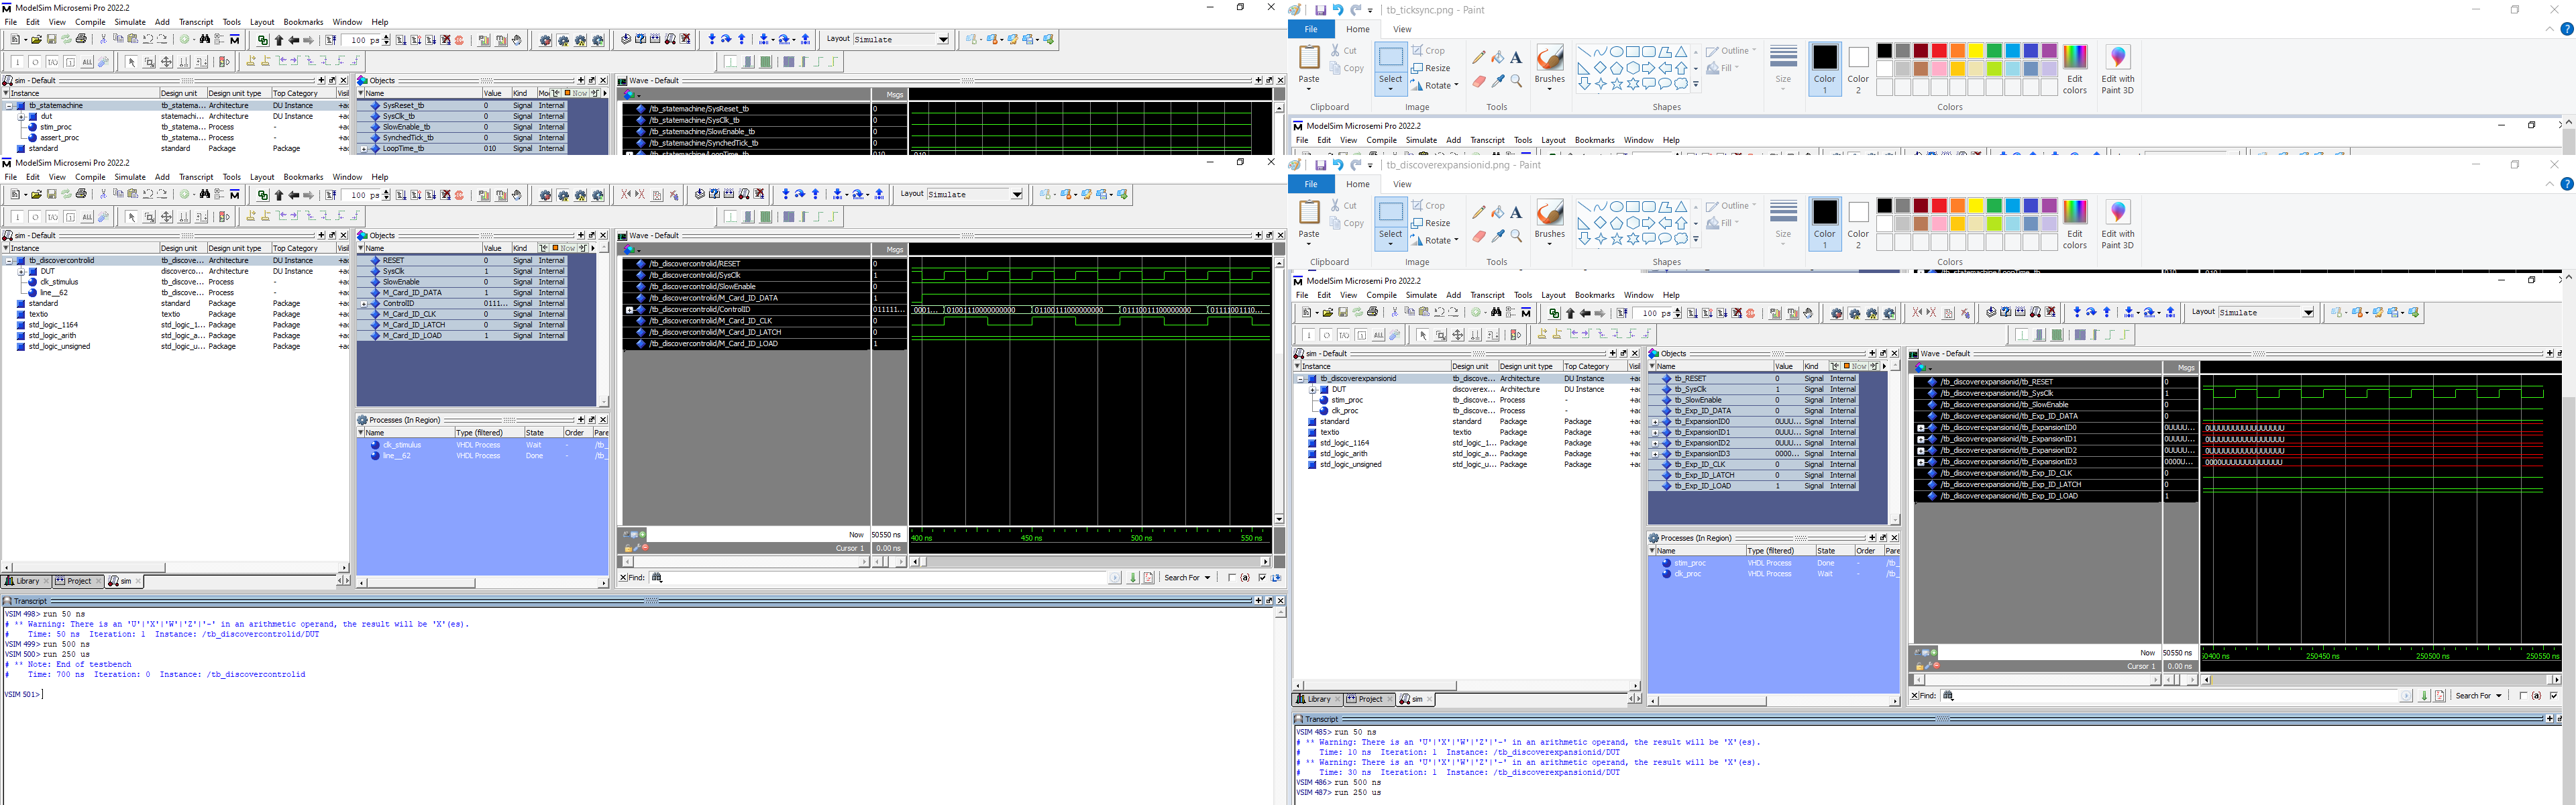 ModelSim Microsemi Pro 2022.2
File Edit View Compile Simulate Add Transcript Tools Layout Bookmarks Window Help
100 ps
Layout Simulate
sim - Default
Instance Design unit Design unit type Top Category
tb_statemachine tb_statema... Architecture DU Instance
dut statemachi... Architecture DU Instance
stim_proc tb_statema... Process -
assert_proc tb_statema... Process -
standard standard Package Package
Objects
Name Value Kind Now
SysReset_tb 0 Signal Internal
SysClk_tb 0 Signal Internal
SlowEnable_tb 0 Signal Internal
SynchedTick_tb 0 Signal Internal
LoopTime_tb 010 Signal Internal
Wave - Default
Msgs
/tb_statemachine/SysReset_tb 0
/tb_statemachine/SysClk_tb 0
/tb_statemachine/SlowEnable_tb 0
/tb_statemachine/SynchedTick_tb 0
tb_ticksync.png - Paint
File Home View
Paste Cut Copy
Select Crop Resize Rotate
Brushes
Outline Fill
Size
Color 1
Color 2
Edit colors
Edit with Paint 3D
Clipboard Image Tools Shapes Colors
ModelSim Microsemi Pro 2022.2
File Edit View Compile Simulate Add Transcript Tools Layout Bookmarks Window Help
ModelSim Microsemi Pro 2022.2
File Edit View Compile Simulate Add Transcript Tools Layout Bookmarks Window Help
100 ps
Layout Simulate
sim - Default
Instance Design unit Design unit type Top Category
tb_discovercontrolid tb_discove... Architecture DU Instance
DUT discoverco... Architecture DU Instance
clk_stimulus tb_discove... Process -
line__62 tb_discove... Process -
standard standard Package Package
textio textio Package Package
std_logic_1164 std_logic_1... Package Package
std_logic_arith std_logic_a... Package Package
std_logic_unsigned std_logic_u... Package Package
Objects
Name Value Kind Now
RESET 0 Signal Internal
SysClk 1 Signal Internal
SlowEnable 0 Signal Internal
M_Card_ID_DATA 1 Signal Internal
ControlID 0111... Signal Internal
M_Card_ID_CLK 0 Signal Internal
M_Card_ID_LATCH 0 Signal Internal
M_Card_ID_LOAD 1 Signal Internal
Processes (In Region)
Name Type (filtered) State Order
clk_stimulus VHDL Process Wait -
line__62 VHDL Process Done -
Wave - Default
Msgs
/tb_discovercontrolid/RESET 0
/tb_discovercontrolid/SysClk 1
/tb_discovercontrolid/SlowEnable 0
/tb_discovercontrolid/M_Card_ID_DATA 1
/tb_discovercontrolid/ControlID 011111... 0001... 0100111000000000 0110011100000000 0111001110000000 01111001110...
/tb_discovercontrolid/M_Card_ID_CLK 0
/tb_discovercontrolid/M_Card_ID_LATCH 0
/tb_discovercontrolid/M_Card_ID_LOAD 1
Now 50550 ns
Cursor 1 0.00 ns
400 ns 450 ns 500 ns 550 ns
Library Project sim
Find: Search For
Transcript
VSIM 498> run 50 ns
# ** Warning: There is an 'U'|'X'|'W'|'Z'|'-' in an arithmetic operand, the result will be 'X'(es).
# Time: 50 ns Iteration: 1 Instance: /tb_discovercontrolid/DUT
VSIM 499> run 500 ns
VSIM 500> run 250 us
# ** Note: End of testbench
# Time: 700 ns Iteration: 0 Instance: /tb_discovercontrolid
VSIM 501>
tb_discoverexpansionid.png - Paint
File Home View
Paste Cut Copy
Select Crop Resize Rotate
Brushes
Outline Fill
Size
Color 1
Color 2
Edit colors
Edit with Paint 3D
Clipboard Image Tools Shapes Colors
ModelSim Microsemi Pro 2022.2
File Edit View Compile Simulate Add Transcript Tools Layout Bookmarks Window Help
100 ps
Layout Simulate
sim - Default
Instance Design unit Design unit type Top Category
tb_discoverexpansionid tb_discove... Architecture DU Instance
DUT discoverex... Architecture DU Instance
stim_proc tb_discove... Process -
clk_proc tb_discove... Process -
standard standard Package Package
textio textio Package Package
std_logic_1164 std_logic_1... Package Package
std_logic_arith std_logic_a... Package Package
std_logic_unsigned std_logic_u... Package Package
Objects
Name Value Kind Now
tb_RESET 0 Signal Internal
tb_SysClk 1 Signal Internal
tb_SlowEnable 0 Signal Internal
tb_Exp_ID_DATA 0 Signal Internal
tb_ExpansionID0 0UUU... Signal Internal
tb_ExpansionID1 0UUU... Signal Internal
tb_ExpansionID2 0UUU... Signal Internal
tb_ExpansionID3 0000... Signal Internal
tb_Exp_ID_CLK 0 Signal Internal
tb_Exp_ID_LATCH 0 Signal Internal
tb_Exp_ID_LOAD 1 Signal Internal
Processes (In Region)
Name Type (filtered) State Order
stim_proc VHDL Process Done -
clk_proc VHDL Process Wait -
Wave - Default
Msgs
/tb_discoverexpansionid/tb_RESET 0
/tb_discoverexpansionid/tb_SysClk 1
/tb_discoverexpansionid/tb_SlowEnable 0
/tb_discoverexpansionid/tb_Exp_ID_DATA 0
/tb_discoverexpansionid/tb_ExpansionID0 0UUUU... 0UUUUUUUUUUUUUUU
/tb_discoverexpansionid/tb_ExpansionID1 0UUUU... 0UUUUUUUUUUUUUUU
/tb_discoverexpansionid/tb_ExpansionID2 0UUUU... 0UUUUUUUUUUUUUUU
/tb_discoverexpansionid/tb_ExpansionID3 0000U... 0000UUUUUUUUUUUU
/tb_discoverexpansionid/tb_Exp_ID_CLK 0
/tb_discoverexpansionid/tb_Exp_ID_LATCH 0
/tb_discoverexpansionid/tb_Exp_ID_LOAD 1
Now 50550 ns
Cursor 1 0.00 ns
50400 ns 250450 ns 250500 ns 250550 ns
Library Project sim
Find: Search For
Transcript
VSIM 485> run 50 ns
# ** Warning: There is an 'U'|'X'|'W'|'Z'|'-' in an arithmetic operand, the result will be 'X'(es).
# Time: 10 ns Iteration: 1 Instance: /tb_discoverexpansionid/DUT
# ** Warning: There is an 'U'|'X'|'W'|'Z'|'-' in an arithmetic operand, the result will be 'X'(es).
# Time: 30 ns Iteration: 1 Instance: /tb_discoverexpansionid/DUT
VSIM 486> run 500 ns
VSIM 487> run 250 us